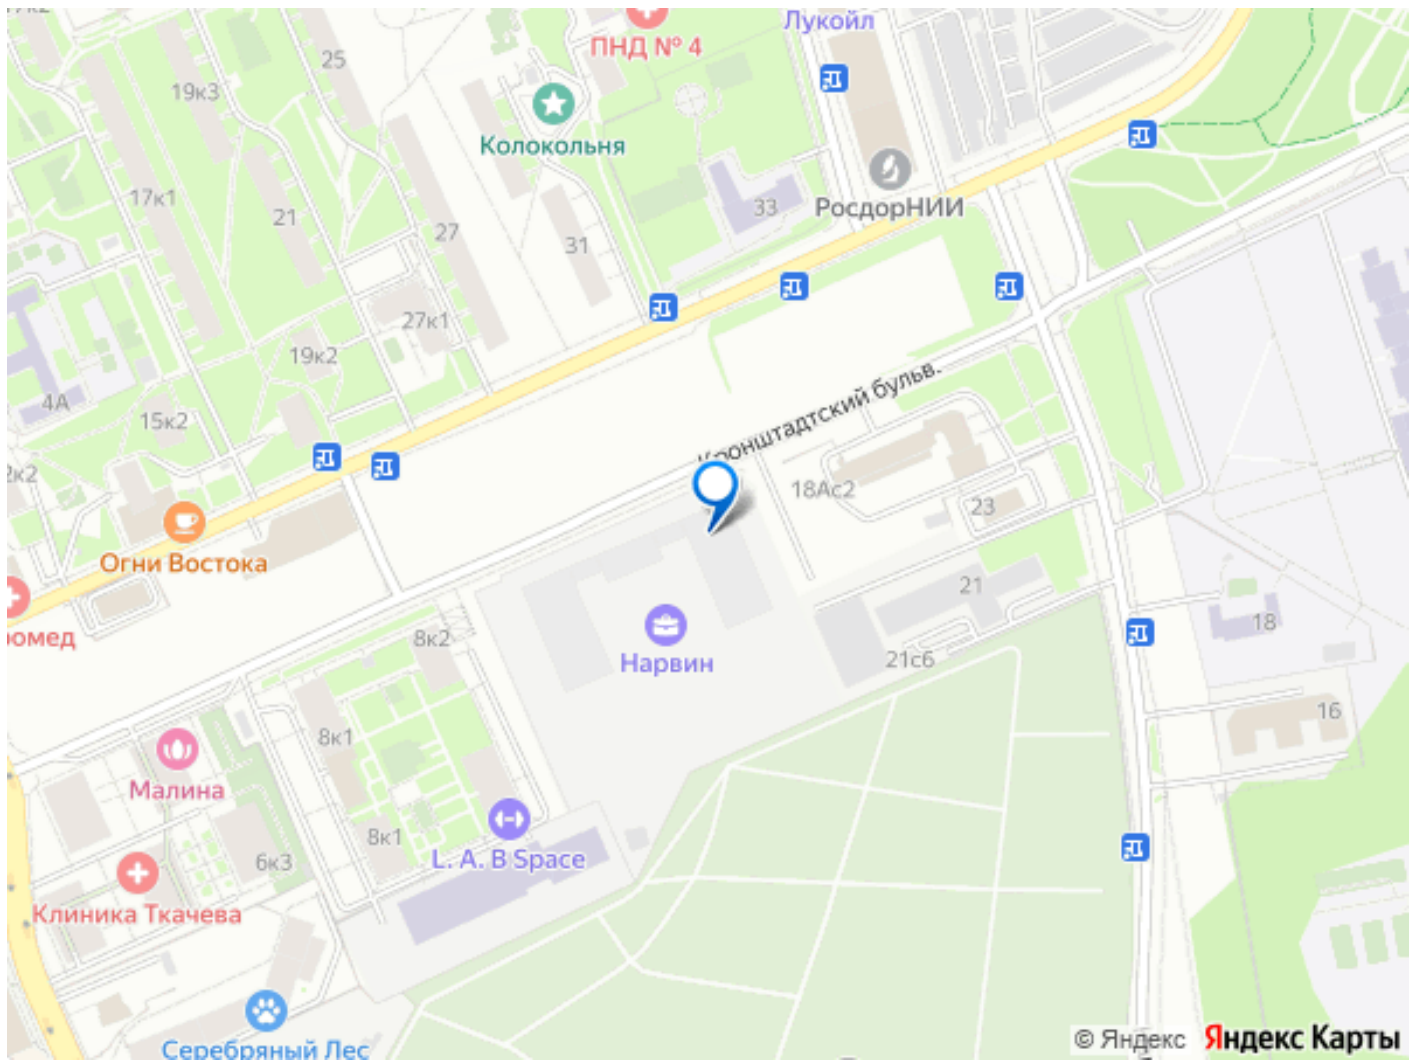 25
ПНД № 4
Лукойл
19к3
Колокольня
17к1
21
27
31
33
РосдорНИИ
27к1
19к2
4А
15к2
Кронштадтский бульв.
18Ас2
23
Огни Востока
21
18
8к2
Нарвин
21с6
16
8к1
Малина
8к1
L. A. B Space
6к3
Клиника Ткачева
Серебряный Лес
© Яндекс Яндекс Карты